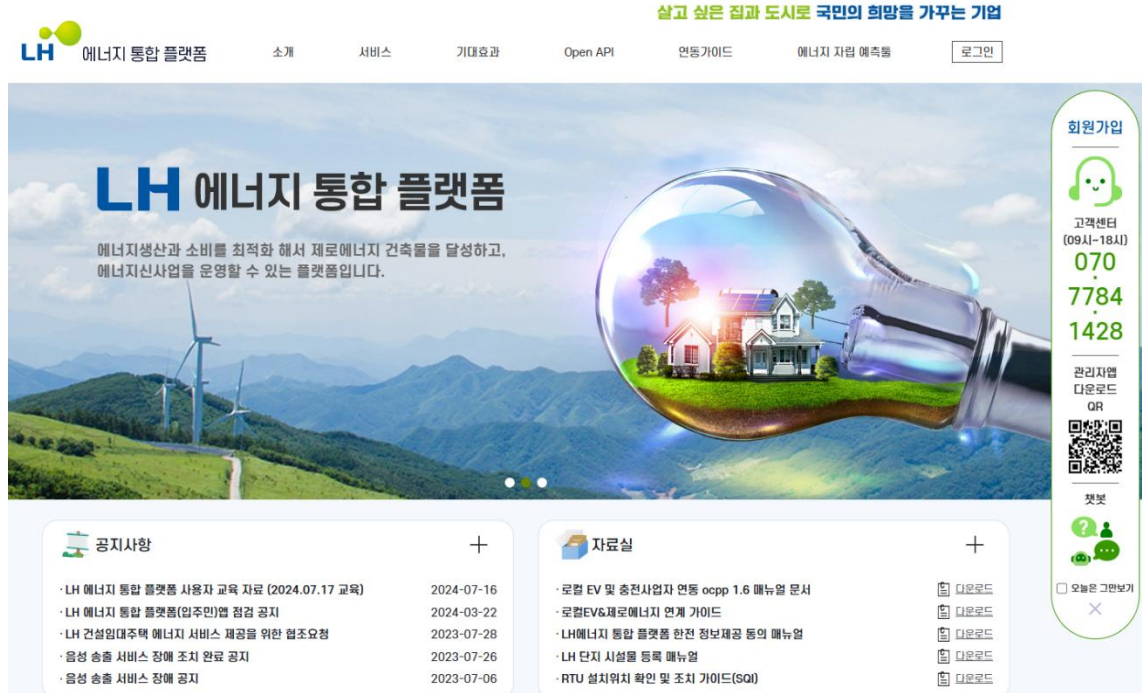 살고 싶은 집과 도시로 국민의 희망을 가꾸는 기업
LH 에너지 통합 플랫폼
소개
서비스
기대효과
Open API
연동가이드
에너지 자립 예측툴
로그인
LH 에너지 통합 플랫폼
에너지생산과 소비를 최적화 해서 제로에너지 건축물을 달성하고,
에너지신사업을 운영할 수 있는 플랫폼입니다.
회원가입
고객센터
(09시~18시)
070
·
7784
·
1428
관리자앱
다운로드
QR
챗봇
오늘은 그만보기
공지사항
· LH 에너지 통합 플랫폼 사용자 교육 자료 (2024.07.17 교육) 2024-07-16
· LH 에너지 통합 플랫폼(입주민)앱 점검 공지 2024-03-22
· LH 건설임대주택 에너지 서비스 제공을 위한 협조요청 2023-07-28
· 음성 송출 서비스 장애 조치 완료 공지 2023-07-26
· 음성 송출 서비스 장애 공지 2023-07-06
자료실
· 로컬 EV 및 충전사업자 연동 ocpp 1.6 매뉴얼 문서 다운로드
· 로컬EV&제로에너지 연계 가이드 다운로드
· LH에너지 통합 플랫폼 한전 정보제공 동의 매뉴얼 다운로드
· LH 단지 시설물 등록 매뉴얼 다운로드
· RTU 설치위치 확인 및 조치 가이드(SQI) 다운로드